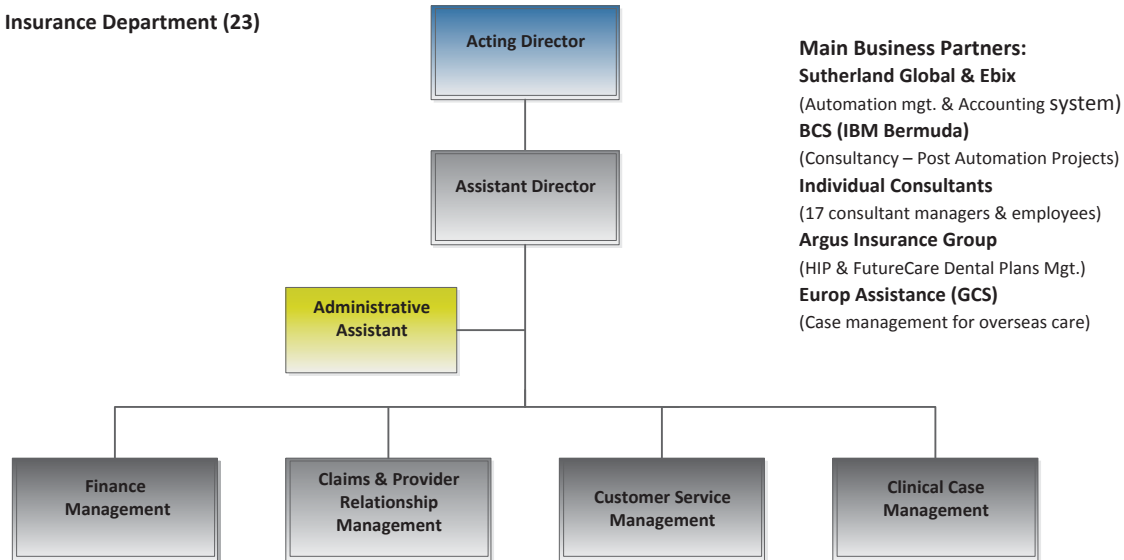 Insurance Department (23)
Acting Director
Main Business Partners:
Sutherland Global & Ebix
(Automation mgt. & Accounting system)
BCS (IBM Bermuda)
(Consultancy – Post Automation Projects)
Individual Consultants
(17 consultant managers & employees)
Argus Insurance Group
(HIP & FutureCare Dental Plans Mgt.)
Europ Assistance (GCS)
(Case management for overseas care)
Assistant Director
Administrative
Assistant
Finance
Management
Claims & Provider
Relationship
Management
Customer Service
Management
Clinical Case
Management